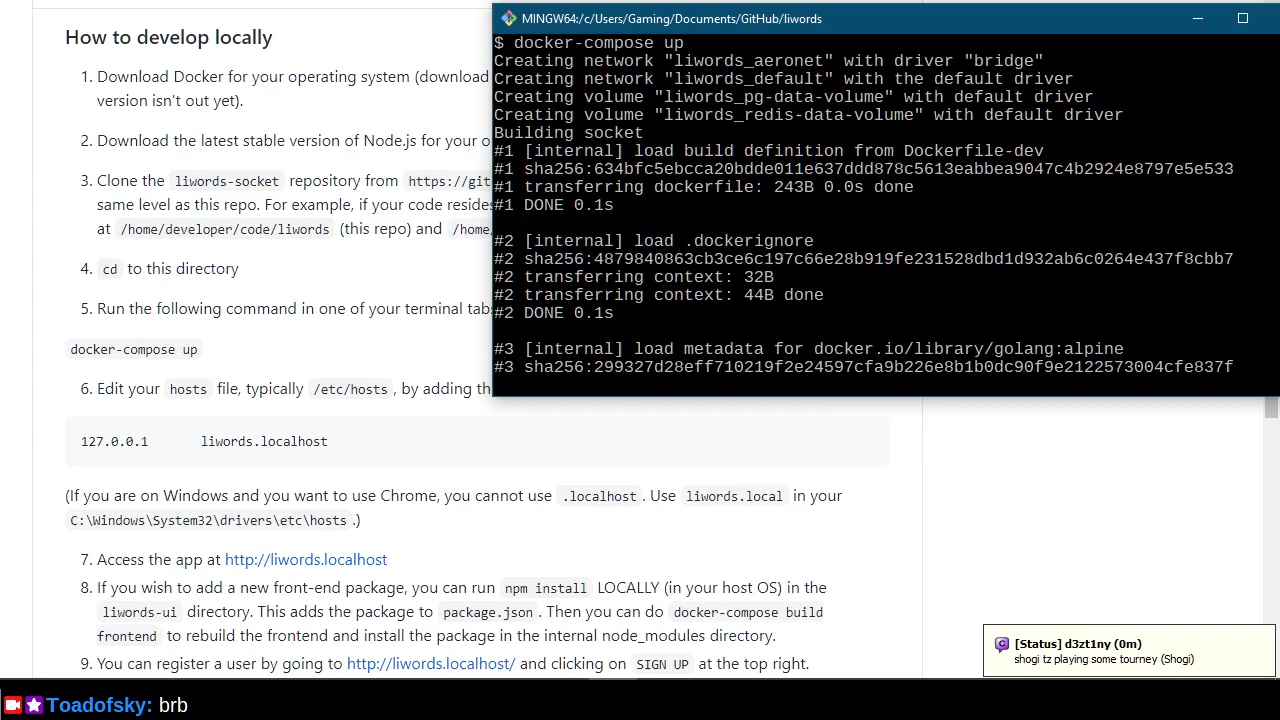 How to develop locally
1. Download Docker for your operating system (download
version isn't out yet).
2. Download the latest stable version of Node.js for your o
3. Clone the liwords-socket repository from https://git
same level as this repo. For example, if your code reside
at /home/developer/code/liwords (this repo) and /home,
4. cd to this directory
5. Run the following command in one of your terminal tab
docker-compose up
6. Edit your hosts file, typically /etc/hosts , by adding th
127.0.0.1 liwords.localhost
(If you are on Windows and you want to use Chrome, you cannot use .localhost . Use liwords.local in your
C:\Windows\System32\drivers\etc\hosts .)
7. Access the app at http://liwords.localhost
8. If you wish to add a new front-end package, you can run npm install LOCALLY (in your host OS) in the
liwords-ui directory. This adds the package to package.json . Then you can do docker-compose build
frontend to rebuild the frontend and install the package in the internal node_modules directory.
9. You can register a user by going to http://liwords.localhost/ and clicking on SIGN UP at the top right.
MINGW64:/c/Users/Gaming/Documents/GitHub/liwords
$ docker-compose up
Creating network "liwords_aeronet" with driver "bridge"
Creating network "liwords_default" with the default driver
Creating volume "liwords_pg-data-volume" with default driver
Creating volume "liwords_redis-data-volume" with default driver
Building socket
#1 [internal] load build definition from Dockerfile-dev
#1 sha256:634bfc5ebcca20bdde011e637ddd878c5613eabbea9047c4b2924e8797e5e533
#1 transferring dockerfile: 243B 0.0s done
#1 DONE 0.1s
#2 [internal] load .dockerignore
#2 sha256:4879840863cb3ce6c197c66e28b919fe231528dbd1d932ab6c0264e437f8cbb7
#2 transferring context: 32B
#2 transferring context: 44B done
#2 DONE 0.1s
#3 [internal] load metadata for docker.io/library/golang:alpine
#3 sha256:299327d28eff710219f2e24597cfa9b226e8b1b0dc90f9e2122573004cfe837f
[Status] d3zt1ny (0m)
shogi tz playing some tourney (Shogi)
Toadofsky: brb